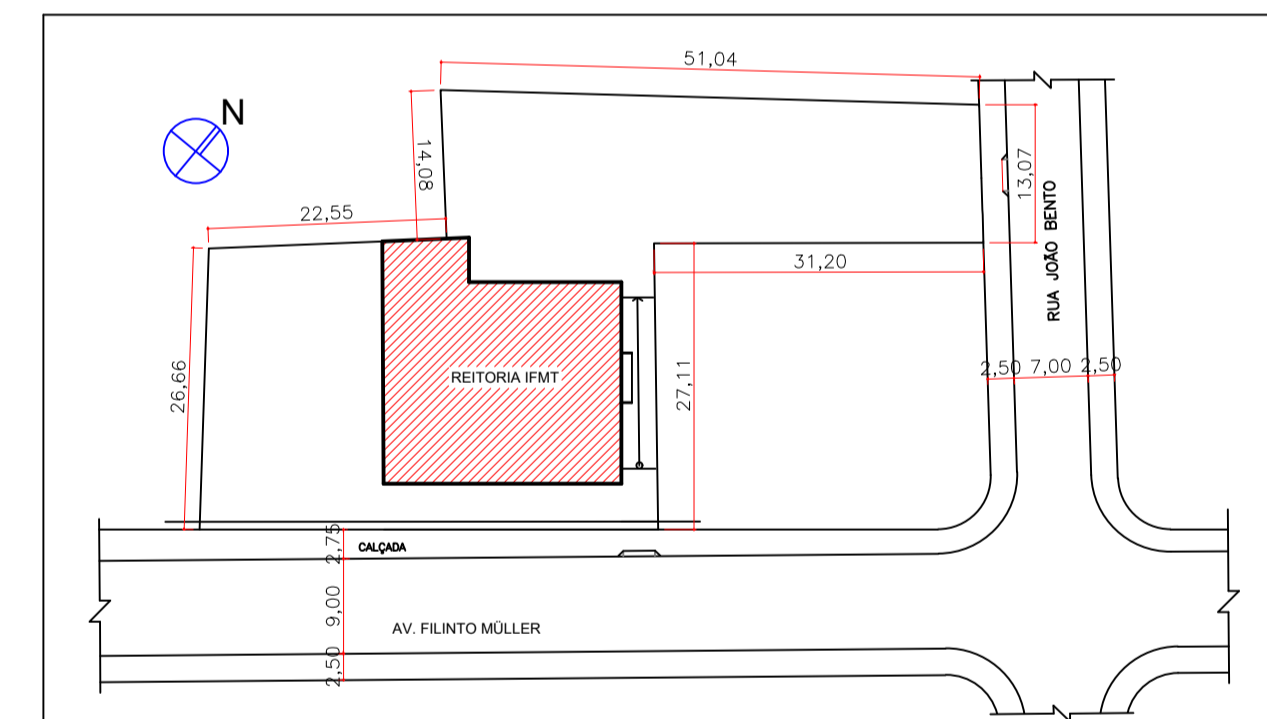 51,04
N
14,08
13,07
RUA JOÃO BENTO
22,55
31,20
26,66
REITORIA IFMT
27,11
2,50 7,00 2,50
2,75
CALÇADA
9,00
AV. FILINTO MÜLLER
2,50